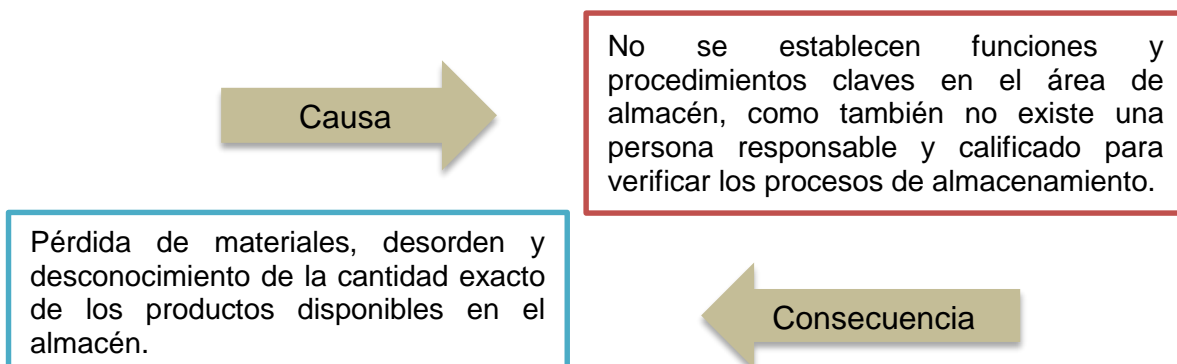 Causa
No se establecen funciones y
procedimientos claves en el área de
almacén, como también no existe una
persona responsable y calificado para
verificar los procesos de almacenamiento.
Pérdida de materiales, desorden y
desconocimiento de la cantidad exacto
de los productos disponibles en el
almacén.
Consecuencia